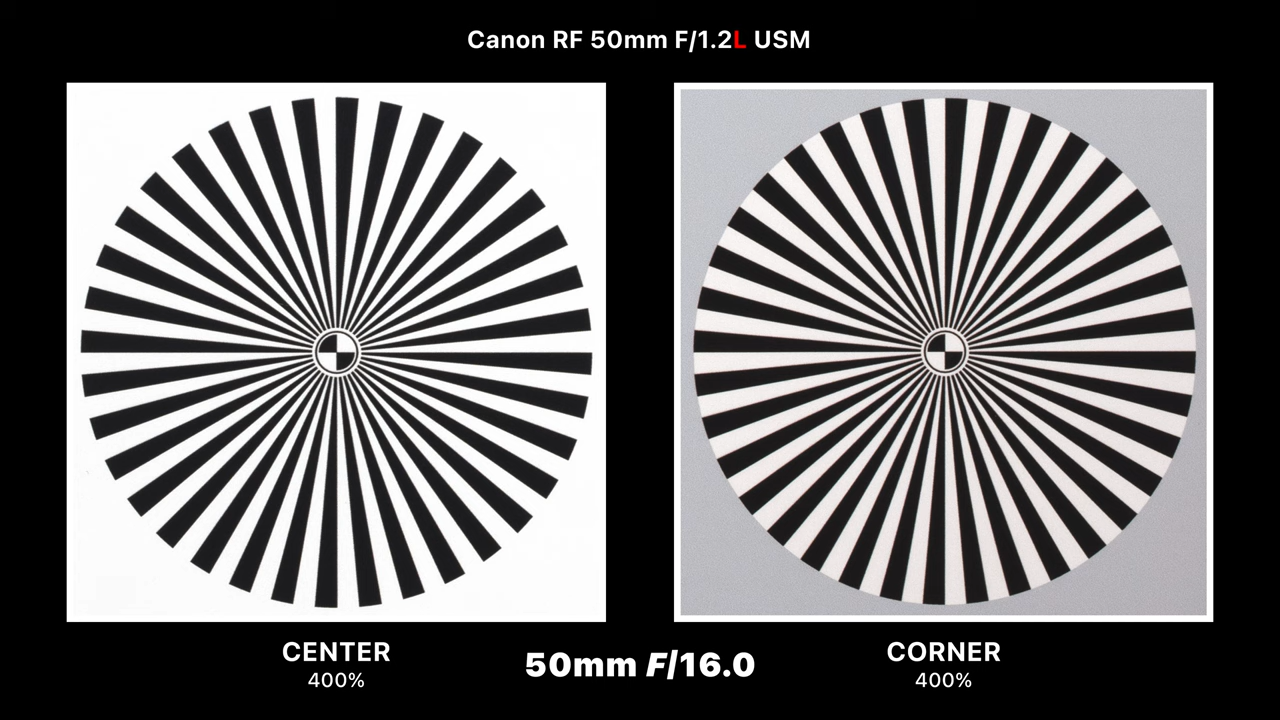 Canon RF 50mm F/1.2L USM
CENTER
400%
50mm F/16.0
CORNER
400%